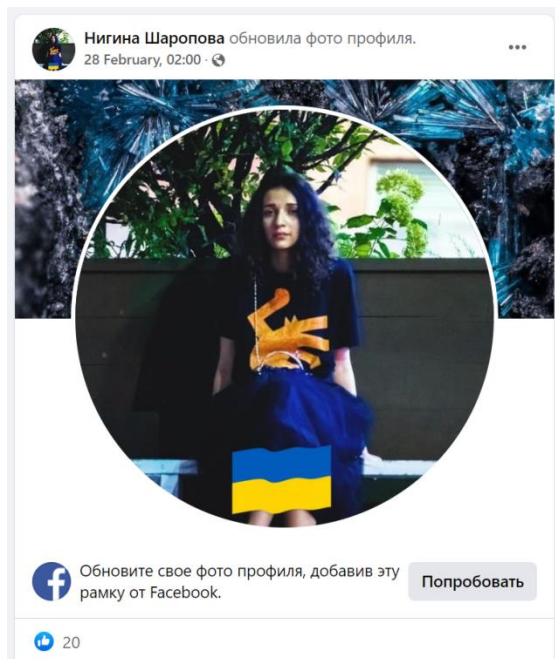 Нигина Шаропова обновила фото профиля.
28 February, 02:00 ·
Обновите свое фото профиля, добавив эту
рамку от Facebook.
Попробовать
20